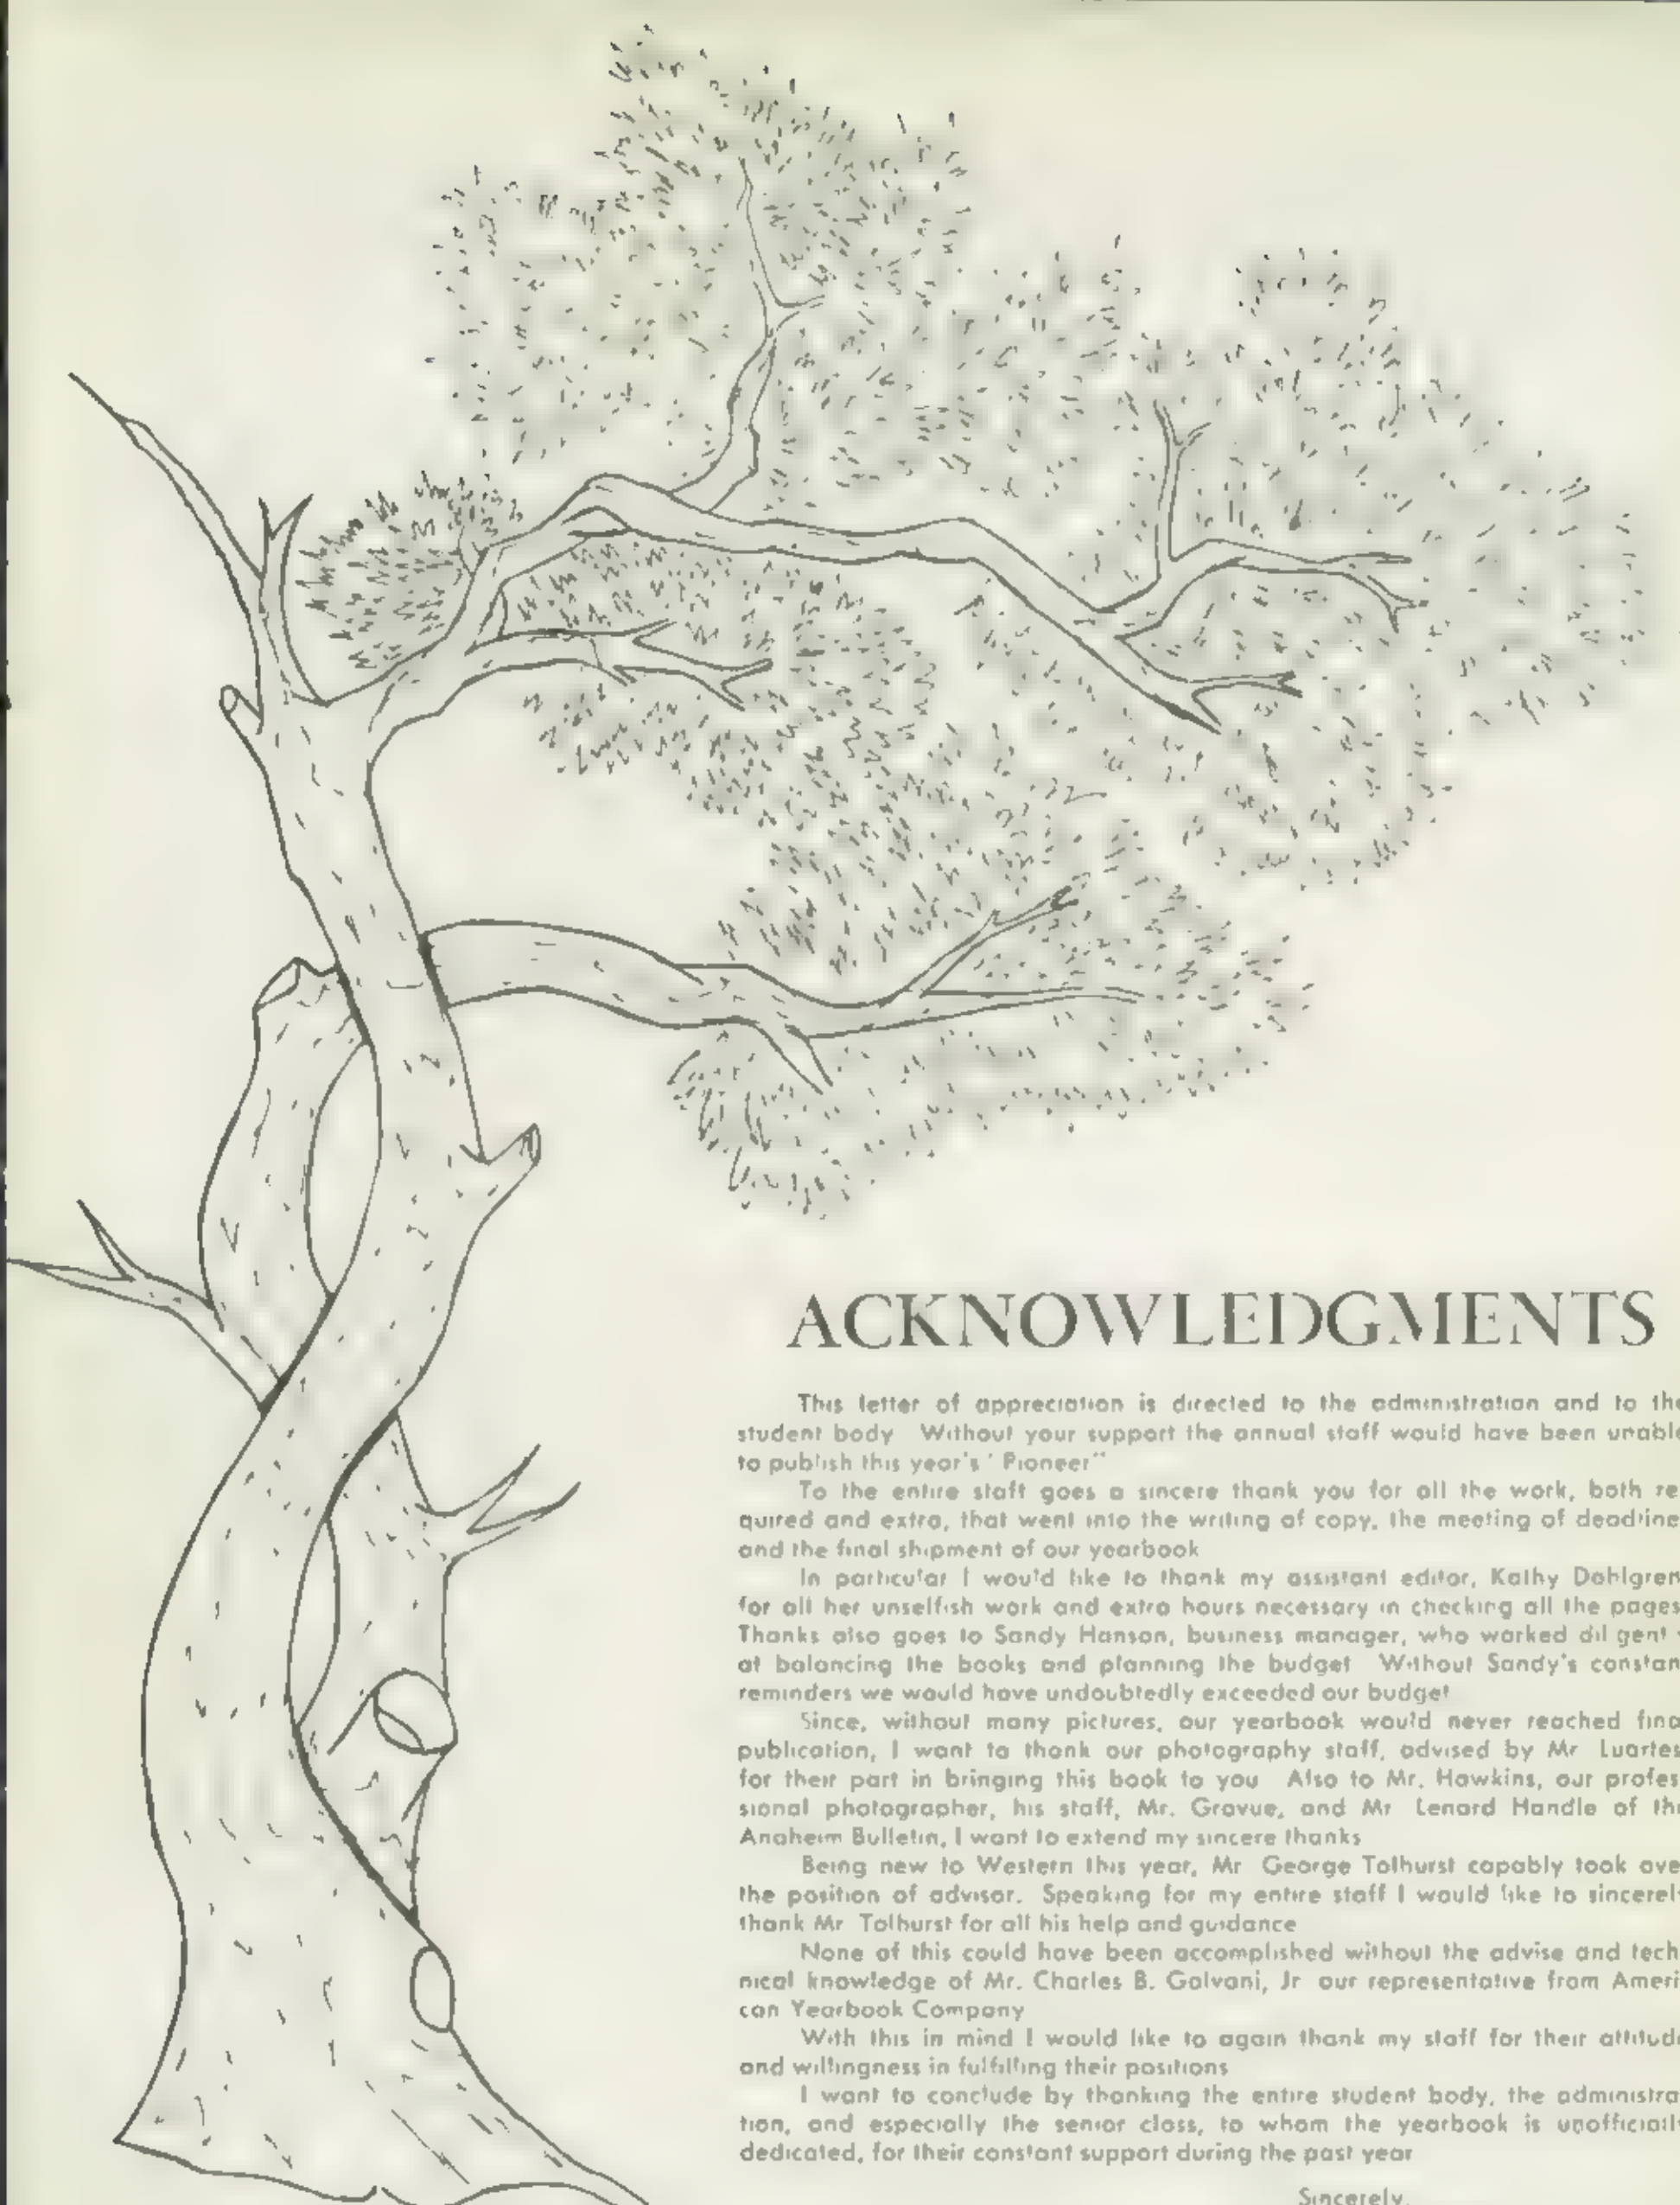 ACKNOWLEDGMENTS
This letter of appreciation is directed to the administration and to the
student body Without your support the annual staff would have been unable
to publish this year's ' Pioneer"
To the entire staff goes a sincere thank you for all the work, both re
quired and extra, that went into the writing of copy, the meeting of deadline
and the final shipment of our yearbook
In particular I would like to thank my assistant editor, Kathy Dahlgren
for all her unselfish work and extra hours necessary in checking all the pages
Thanks also goes to Sandy Hanson, business manager, who worked dil gent
at balancing the books and planning the budget Without Sandy's constan
reminders we would have undoubtedly exceeded our budget
Since, without many pictures, our yearbook would never reached fina
publication, I want to thank our photography staff, advised by Mr Luartes
for their part in bringing this book to you Also to Mr. Hawkins, our profes
sional photographer, his staff, Mr. Grovue, and Mr Lenard Handle of the
Anaheim Bulletin, I want to extend my sincere thanks
Being new to Western this year, Mr George Tolhurst capably took ove
the position of advisor. Speaking for my entire staff I would like to sincerel
thank Mr Tolhurst for all his help and guidance
None of this could have been accomplished without the advise and tech
nical knowledge of Mr. Charles B. Galvani, Jr our representative from Ameri
can Yearbook Company
With this in mind I would like to again thank my staff for their attitude
and willingness in fulfilling their positions
I want to conclude by thanking the entire student body, the administra
tion, and especially the senior class, to whom the yearbook is unofficially
dedicated, for their constant support during the past year
Sincerely,